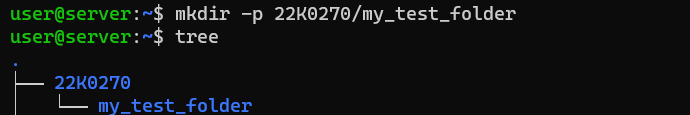 user@server:~$ mkdir -p 22K0270/my_test_folder
user@server:~$ tree
.
├── 22K0270
│   └── my_test_folder